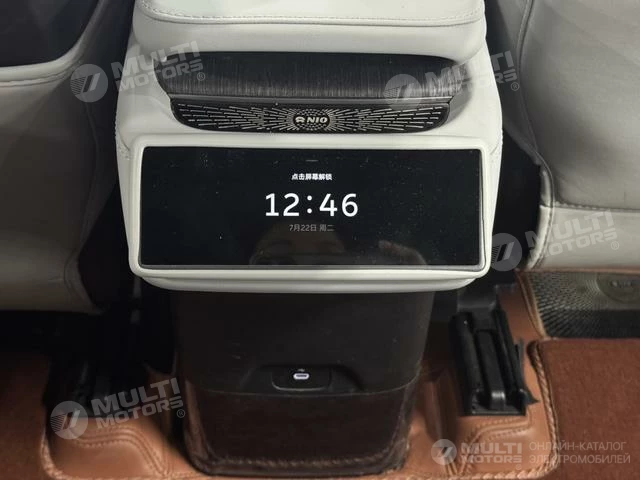 MULTI
MOTORS®
MULTI
MOTORS®
NIO
点击屏幕解锁
12:46
7月22日 周二
MULTI
MOTORS®
MULTI
MOTORS®
MULTI
MOTORS
ОНЛАЙН-КАТАЛОГ
ЭЛЕКТРОМОБИЛЕЙ